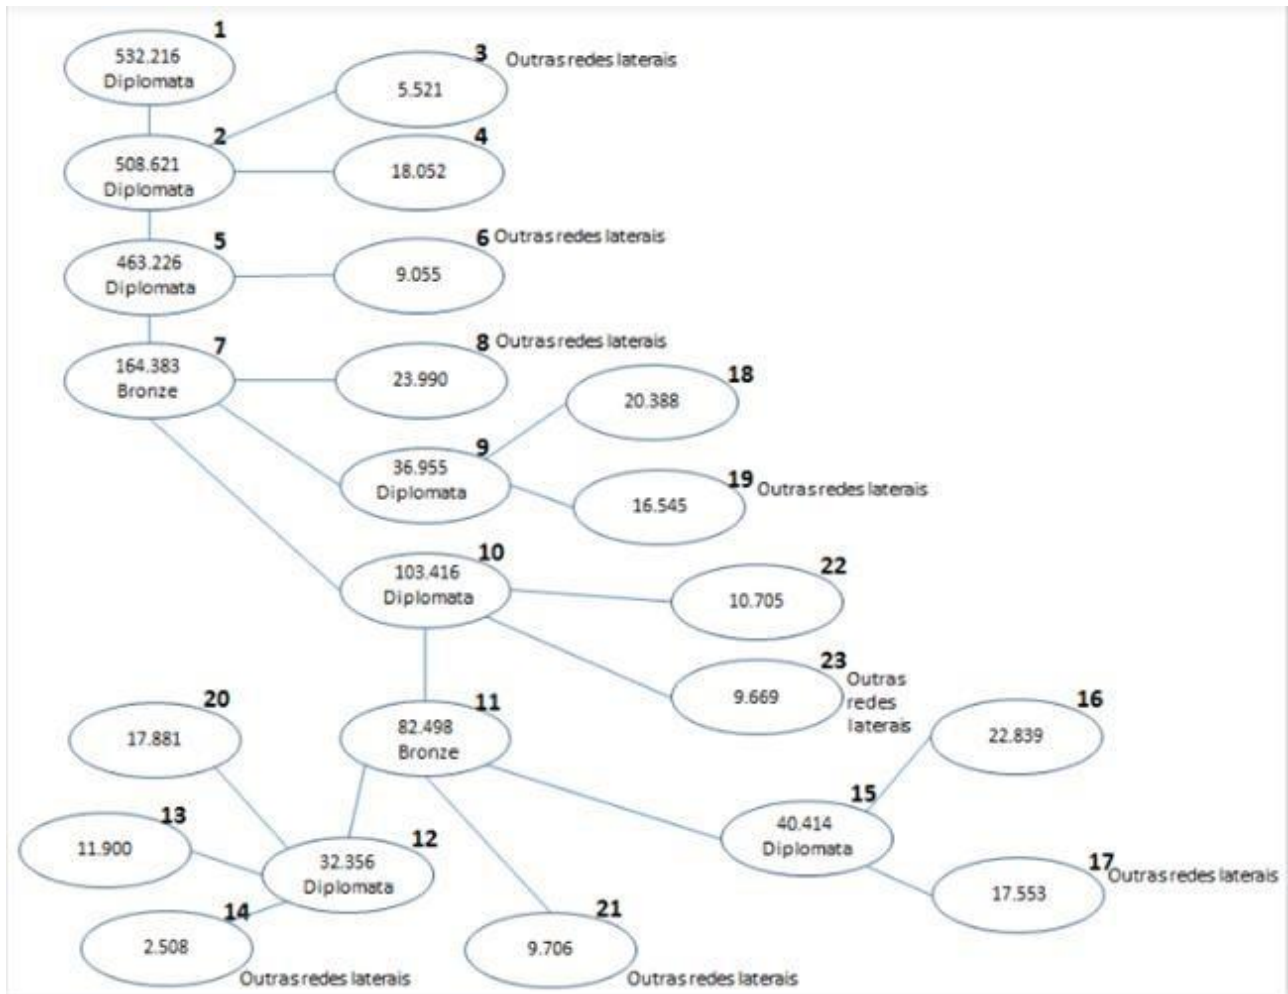 1
532.216
Diplomata
3
Outras redes laterais
5.521
2
508.621
Diplomata
4
18.052
5
463.226
Diplomata
6
Outras redes laterais
9.055
7
164.383
Bronze
8
Outras redes laterais
23.990
18
20.388
9
36.955
Diplomata
19
Outras redes laterais
16.545
10
103.416
Diplomata
22
10.705
23
Outras
redes
laterais
9.669
20
17.881
11
82.498
Bronze
16
22.839
13
11.900
12
32.356
Diplomata
15
40.414
Diplomata
17
Outras redes laterais
17.553
14
2.508
Outras redes laterais
21
9.706
Outras redes laterais